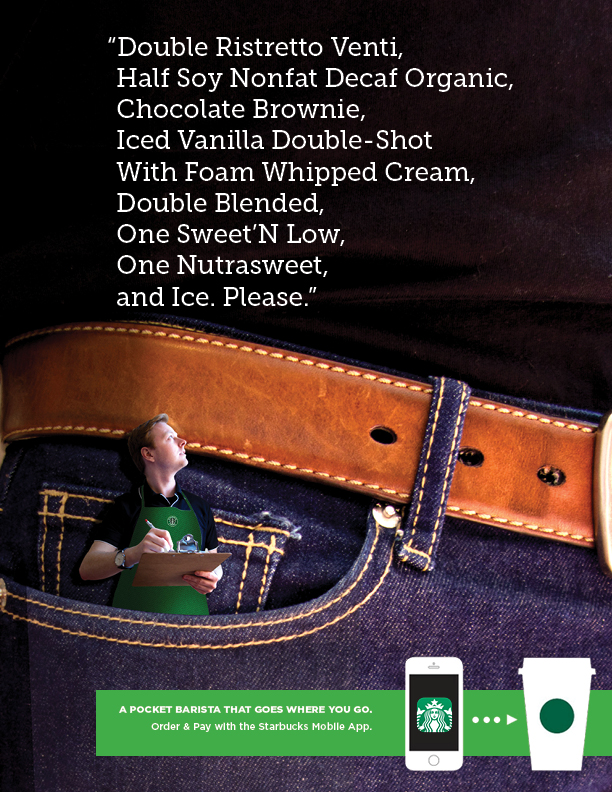 “Double Ristretto Venti,
Half Soy Nonfat Decaf Organic,
Chocolate Brownie,
Iced Vanilla Double-Shot
With Foam Whipped Cream,
Double Blended,
One Sweet’N Low,
One Nutrasweet,
and Ice. Please.”
A POCKET BARISTA THAT GOES WHERE YOU GO.
Order & Pay with the Starbucks Mobile App.